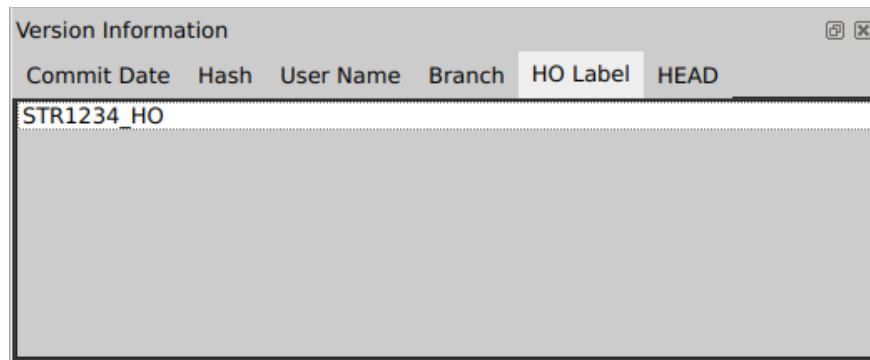 Version Information
Commit Date Hash User Name Branch HO Label HEAD
STR1234_HO